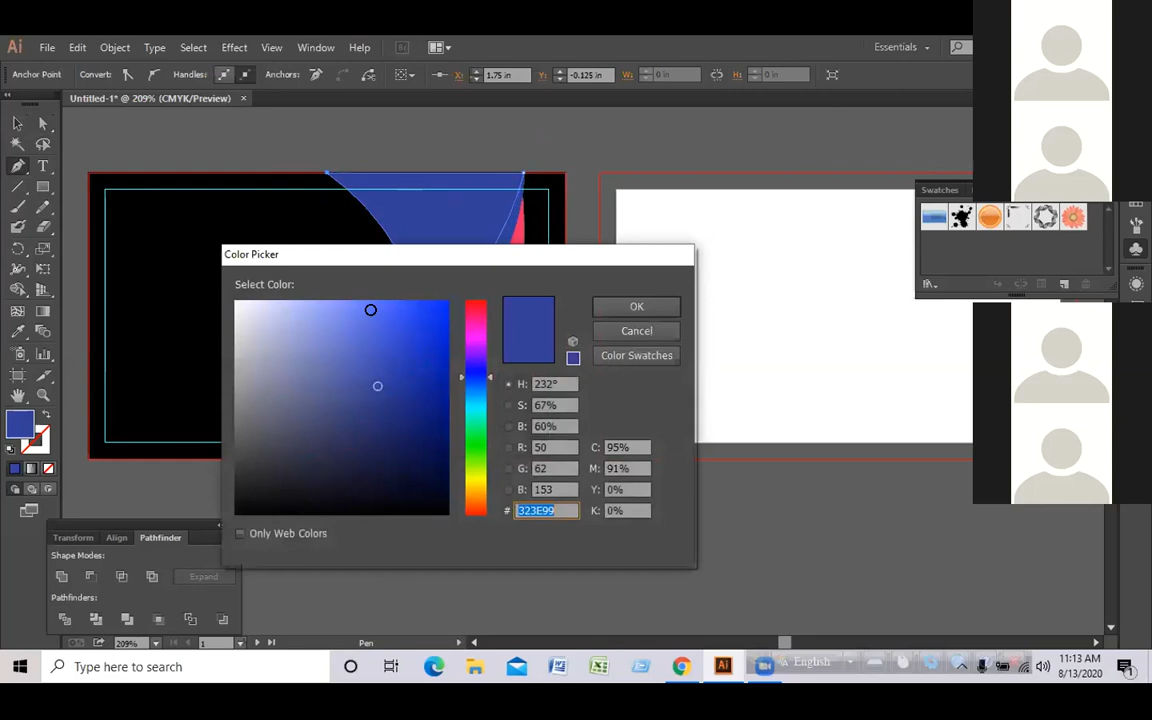 Ai File Edit Object Type Select Effect View Window Help Br Essentials
Anchor Point Convert: Handles: Anchors: X: 1.75 in Y: -0.125 in W: 0 in H: 0 in
Untitled-1* @ 209% (CMYK/Preview) ×
Swatches
Color Picker
Select Color:
OK
Cancel
Color Swatches
H: 232°
S: 67%
B: 60%
R: 50 C: 95%
G: 62 M: 91%
B: 153 Y: 0%
# 323E99 K: 0%
Only Web Colors
Transform Align Pathfinder
Shape Modes:
Expand
Pathfinders:
209% 1 Pen
Type here to search
English
11:13 AM
8/13/2020